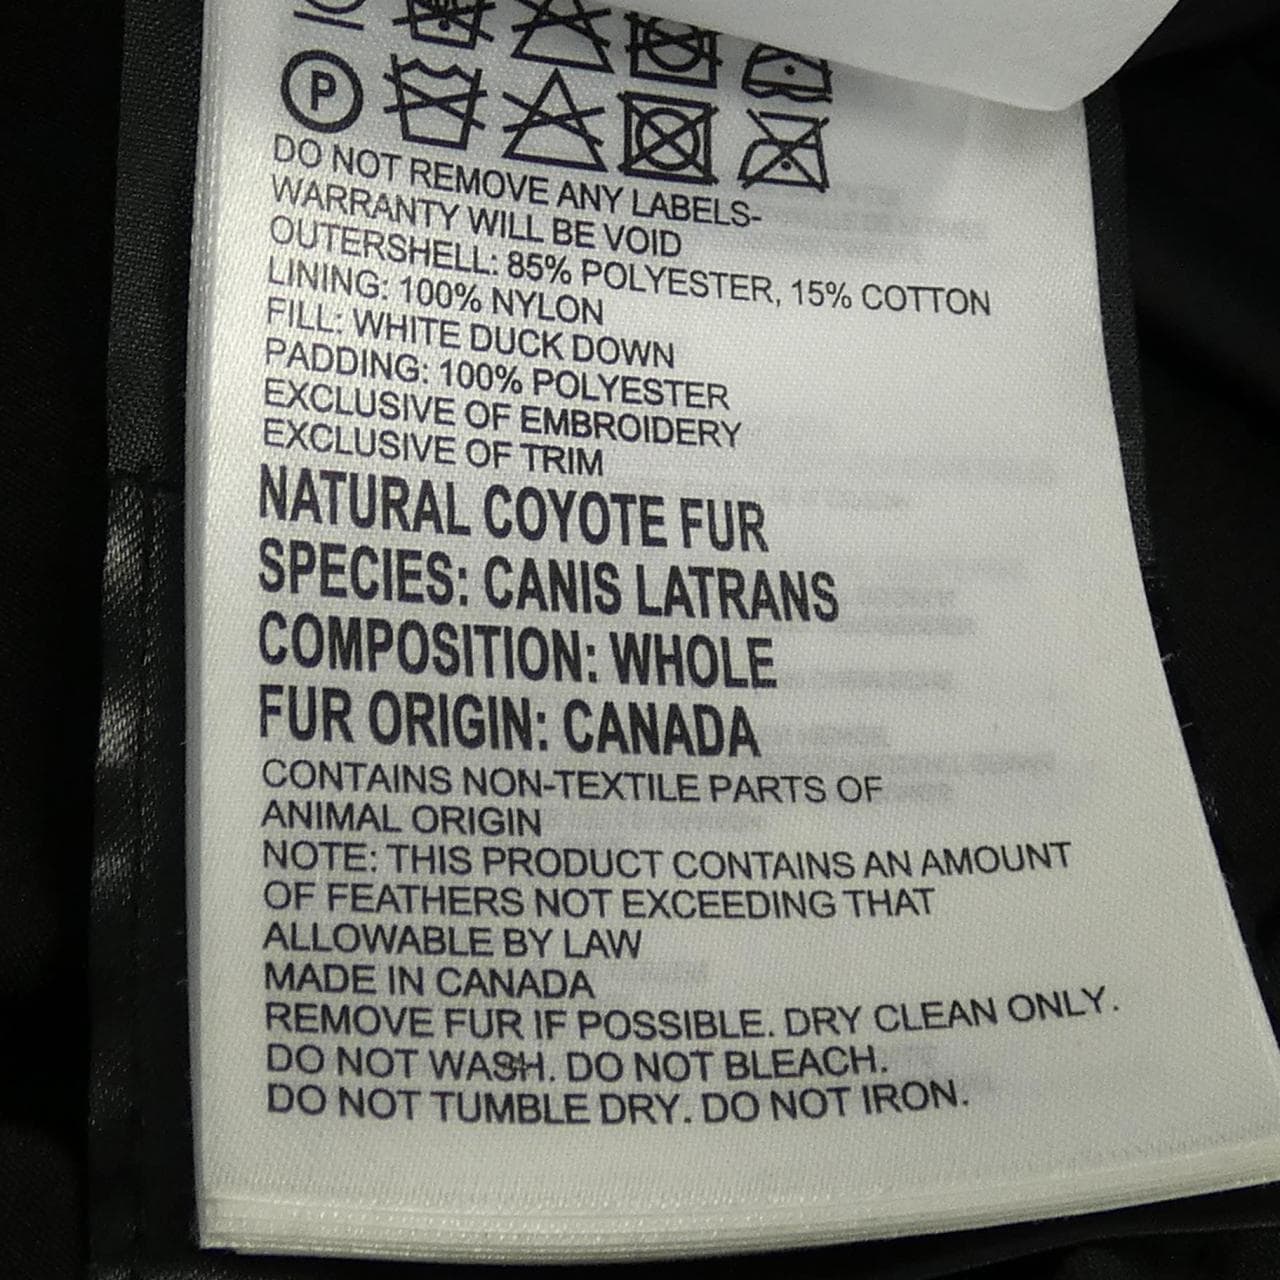 P
DO NOT REMOVE ANY LABELS-
WARRANTY WILL BE VOID
OUTERSHELL: 85% POLYESTER, 15% COTTON
LINING: 100% NYLON
FILL: WHITE DUCK DOWN
PADDING: 100% POLYESTER
EXCLUSIVE OF EMBROIDERY
EXCLUSIVE OF TRIM
NATURAL COYOTE FUR
SPECIES: CANIS LATRANS
COMPOSITION: WHOLE
FUR ORIGIN: CANADA
CONTAINS NON-TEXTILE PARTS OF
ANIMAL ORIGIN
NOTE: THIS PRODUCT CONTAINS AN AMOUNT
OF FEATHERS NOT EXCEEDING THAT
ALLOWABLE BY LAW
MADE IN CANADA
REMOVE FUR IF POSSIBLE. DRY CLEAN ONLY.
DO NOT WASH. DO NOT BLEACH.
DO NOT TUMBLE DRY. DO NOT IRON.